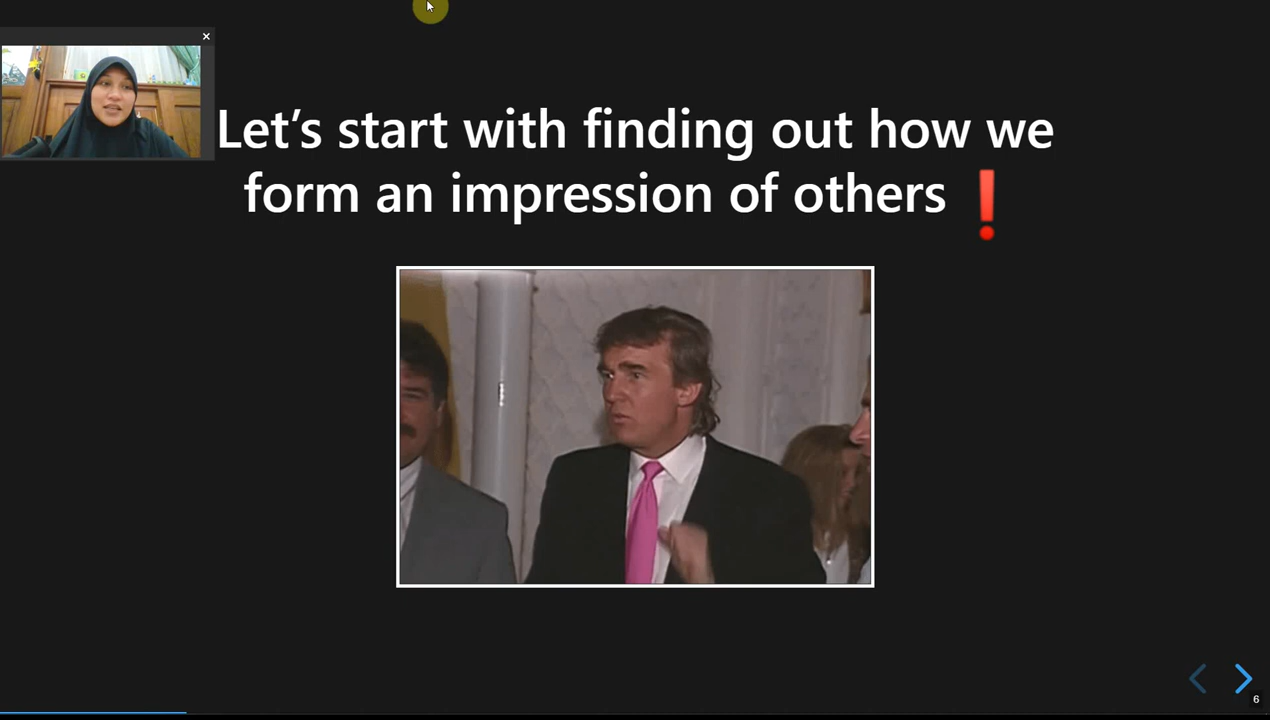 Let’s start with finding out how we
form an impression of others ❗
6